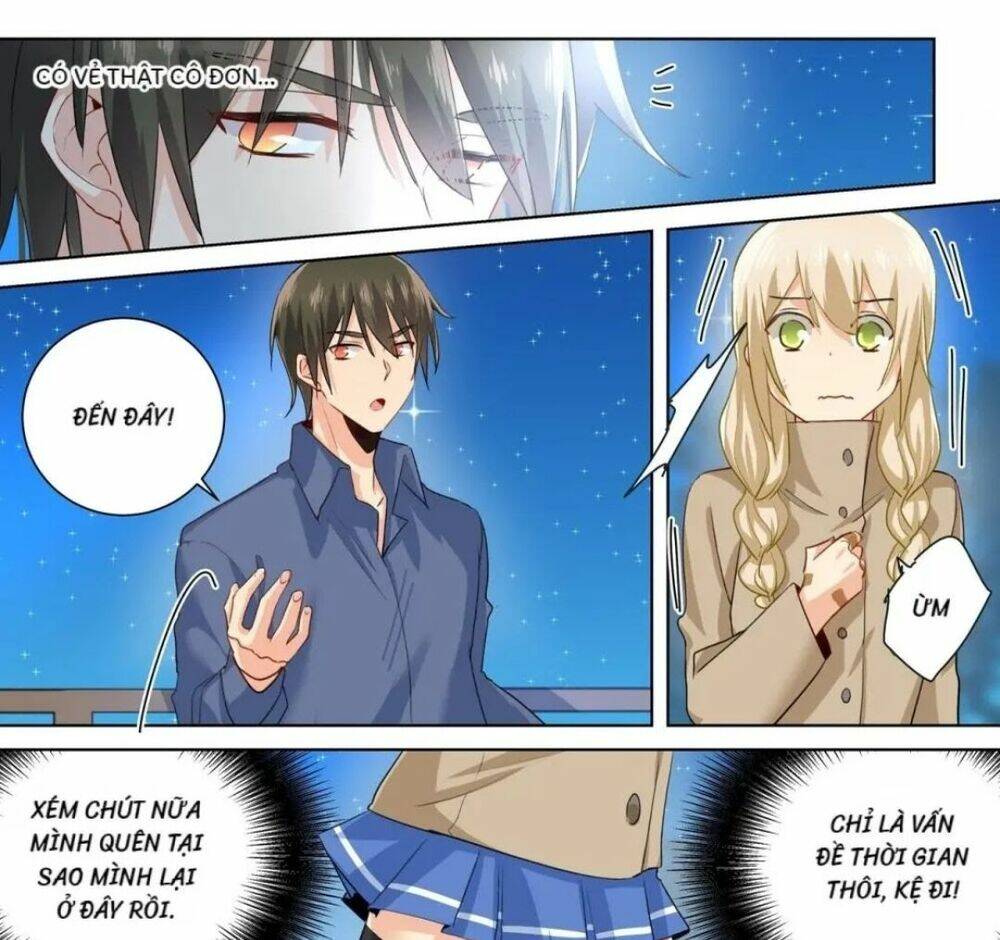 CÓ VẺ THẬT CÔ ĐƠN...
ĐẾN ĐÂY!
ỪM
XÉM CHÚT NỮA
MÌNH QUÊN TẠI
SAO MÌNH LẠI
Ở ĐÂY RỒI.
CHỈ LÀ VẤN
ĐỀ THỜI GIAN
THÔI, KỆ ĐI!